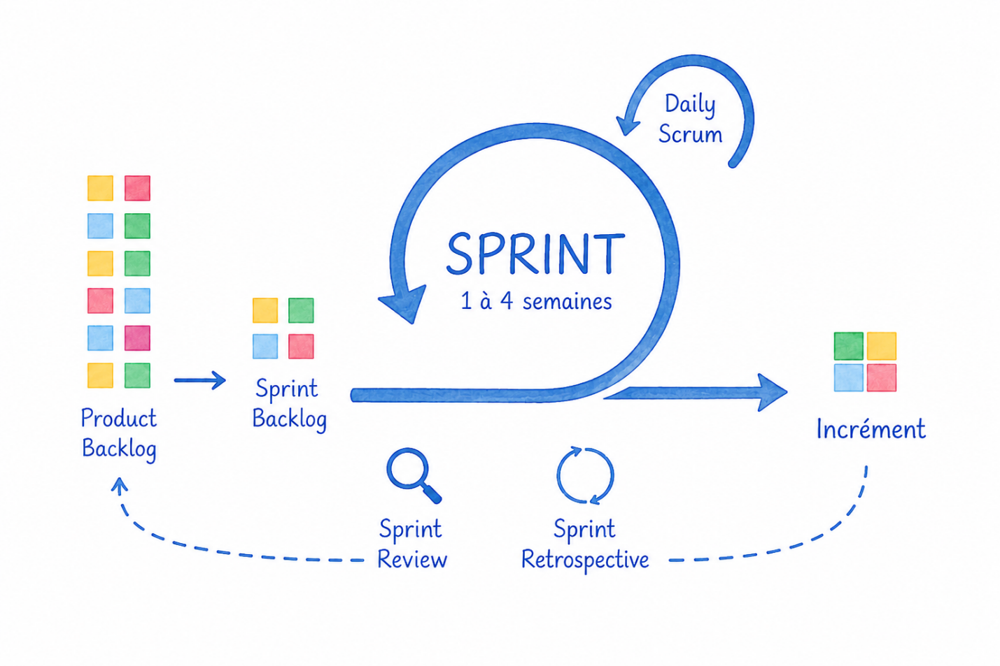 Daily
Scrum
SPRINT
1 à 4 semaines
Product
Backlog
Sprint
Backlog
Incrément
Sprint
Review
Sprint
Retrospective